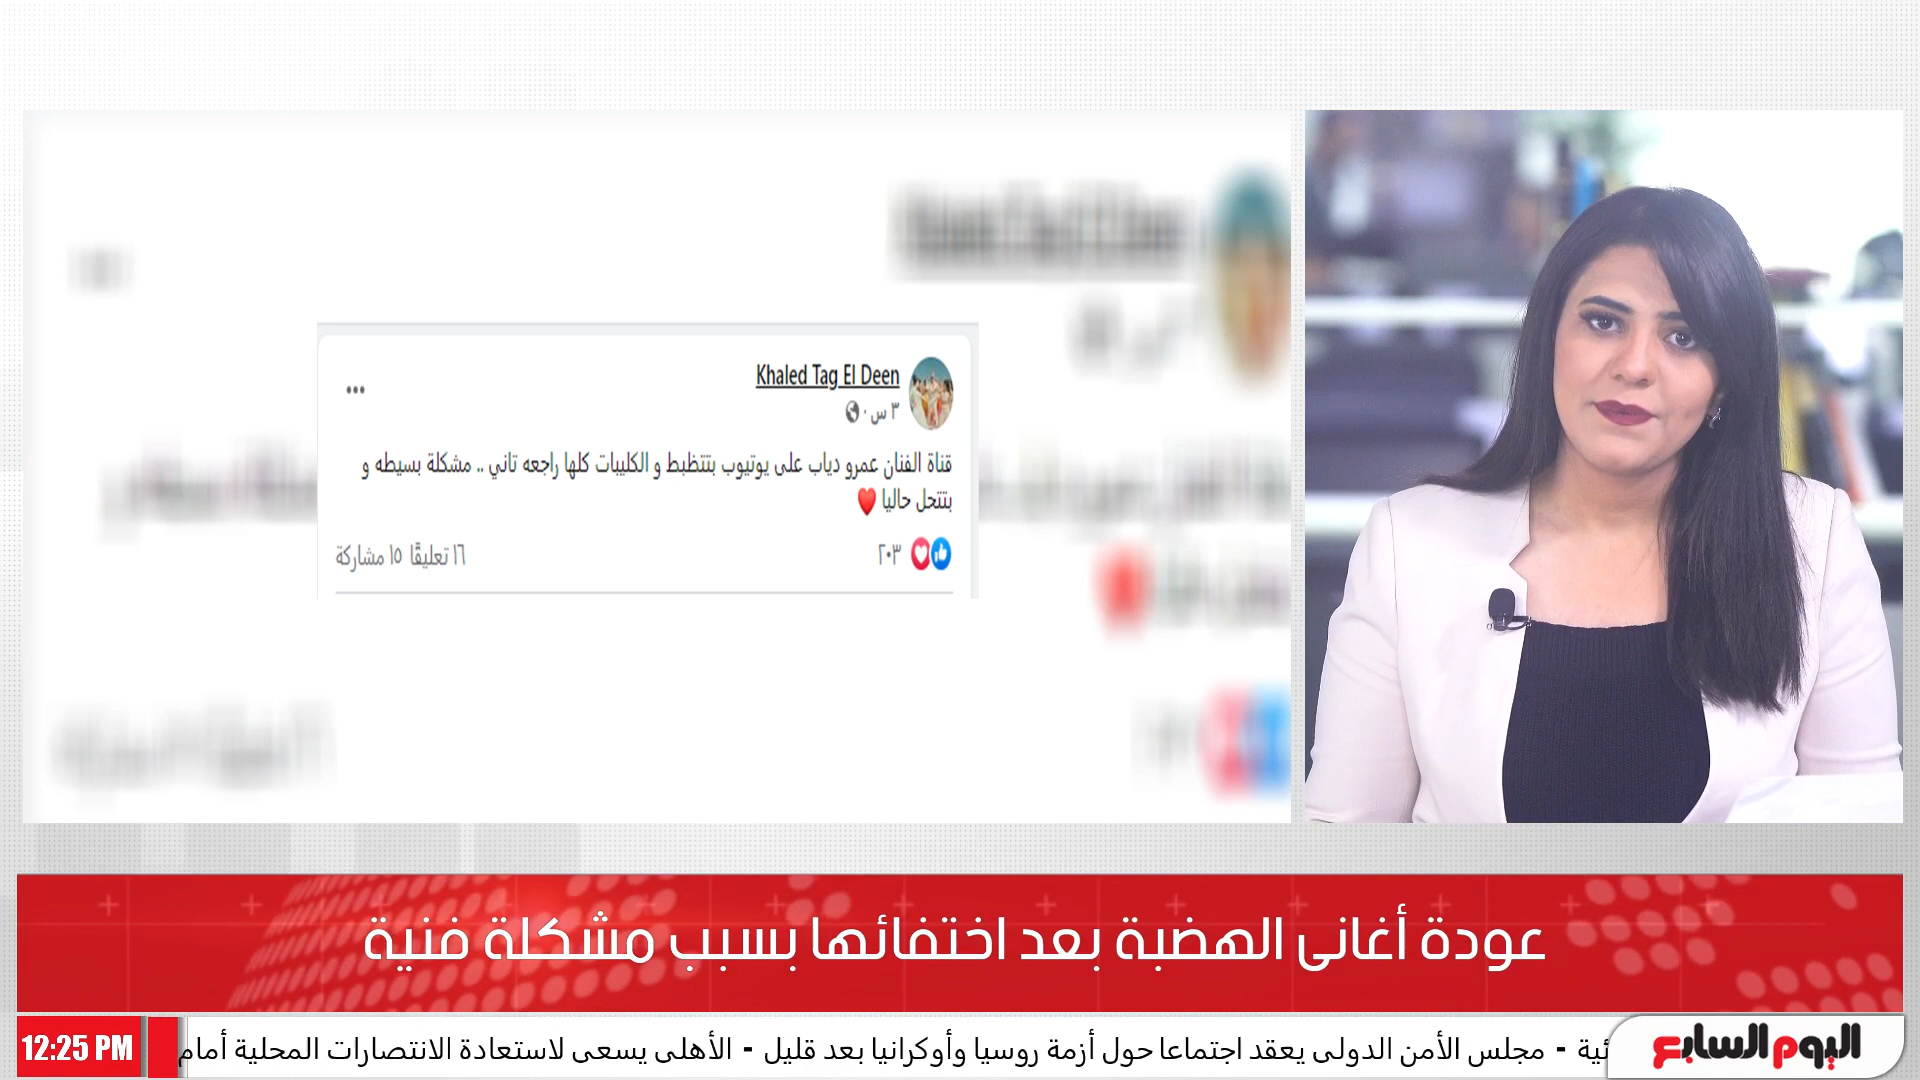 Khaled Tag El Deen
٣ س ·
قناة الفنان عمرو دياب على يوتيوب بتتظبط و الكليبات كلها راجعه تاني .. مشكلة بسيطه و
بتتحل حاليا ♥
٢٠٣
١٦ تعليقًا ١٥ مشاركة
عودة أغانى الهضبة بعد اختفائها بسبب مشكلة فنية
اليوم السابع
ئية - مجلس الأمن الدولى يعقد اجتماعا حول أزمة روسيا وأوكرانيا بعد قليل - الأهلى يسعى لاستعادة الانتصارات المحلية أمام
12:25 PM